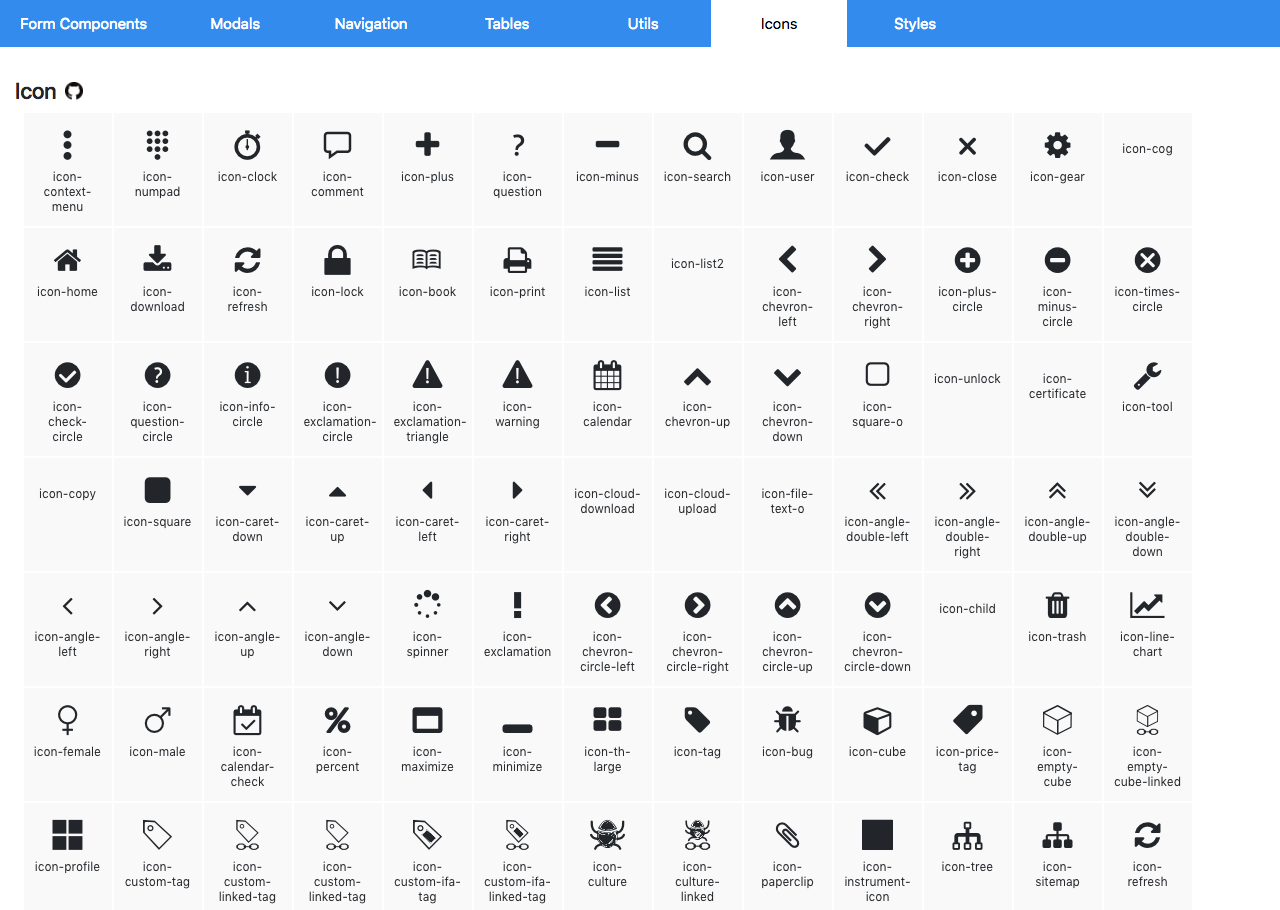 Form Components Modals Navigation Tables Utils Icons Styles
Icon
icon-context-menu icon-numpad icon-clock icon-comment icon-plus icon-question icon-minus icon-search icon-user icon-check icon-close icon-gear icon-cog
icon-home icon-download icon-refresh icon-lock icon-book icon-print icon-list icon-list2 icon-chevron-left icon-chevron-right icon-plus-circle icon-minus-circle icon-times-circle
icon-check-circle icon-question-circle icon-info-circle icon-exclamation-circle icon-exclamation-triangle icon-warning icon-calendar icon-chevron-up icon-chevron-down icon-square-o icon-unlock icon-certificate icon-tool
icon-copy icon-square icon-caret-down icon-caret-up icon-caret-left icon-caret-right icon-cloud-download icon-cloud-upload icon-file-text-o icon-angle-double-left icon-angle-double-right icon-angle-double-up icon-angle-double-down
icon-angle-left icon-angle-right icon-angle-up icon-angle-down icon-spinner icon-exclamation icon-chevron-circle-left icon-chevron-circle-right icon-chevron-circle-up icon-chevron-circle-down icon-child icon-trash icon-line-chart
icon-female icon-male icon-calendar-check icon-percent icon-maximize icon-minimize icon-th-large icon-tag icon-bug icon-cube icon-price-tag icon-empty-cube icon-empty-cube-linked
icon-profile icon-custom-tag icon-custom-linked-tag icon-custom-linked-tag icon-custom-ifa-tag icon-custom-ifa-linked-tag icon-culture icon-culture-linked icon-paperclip icon-instrument-icon icon-tree icon-sitemap icon-refresh